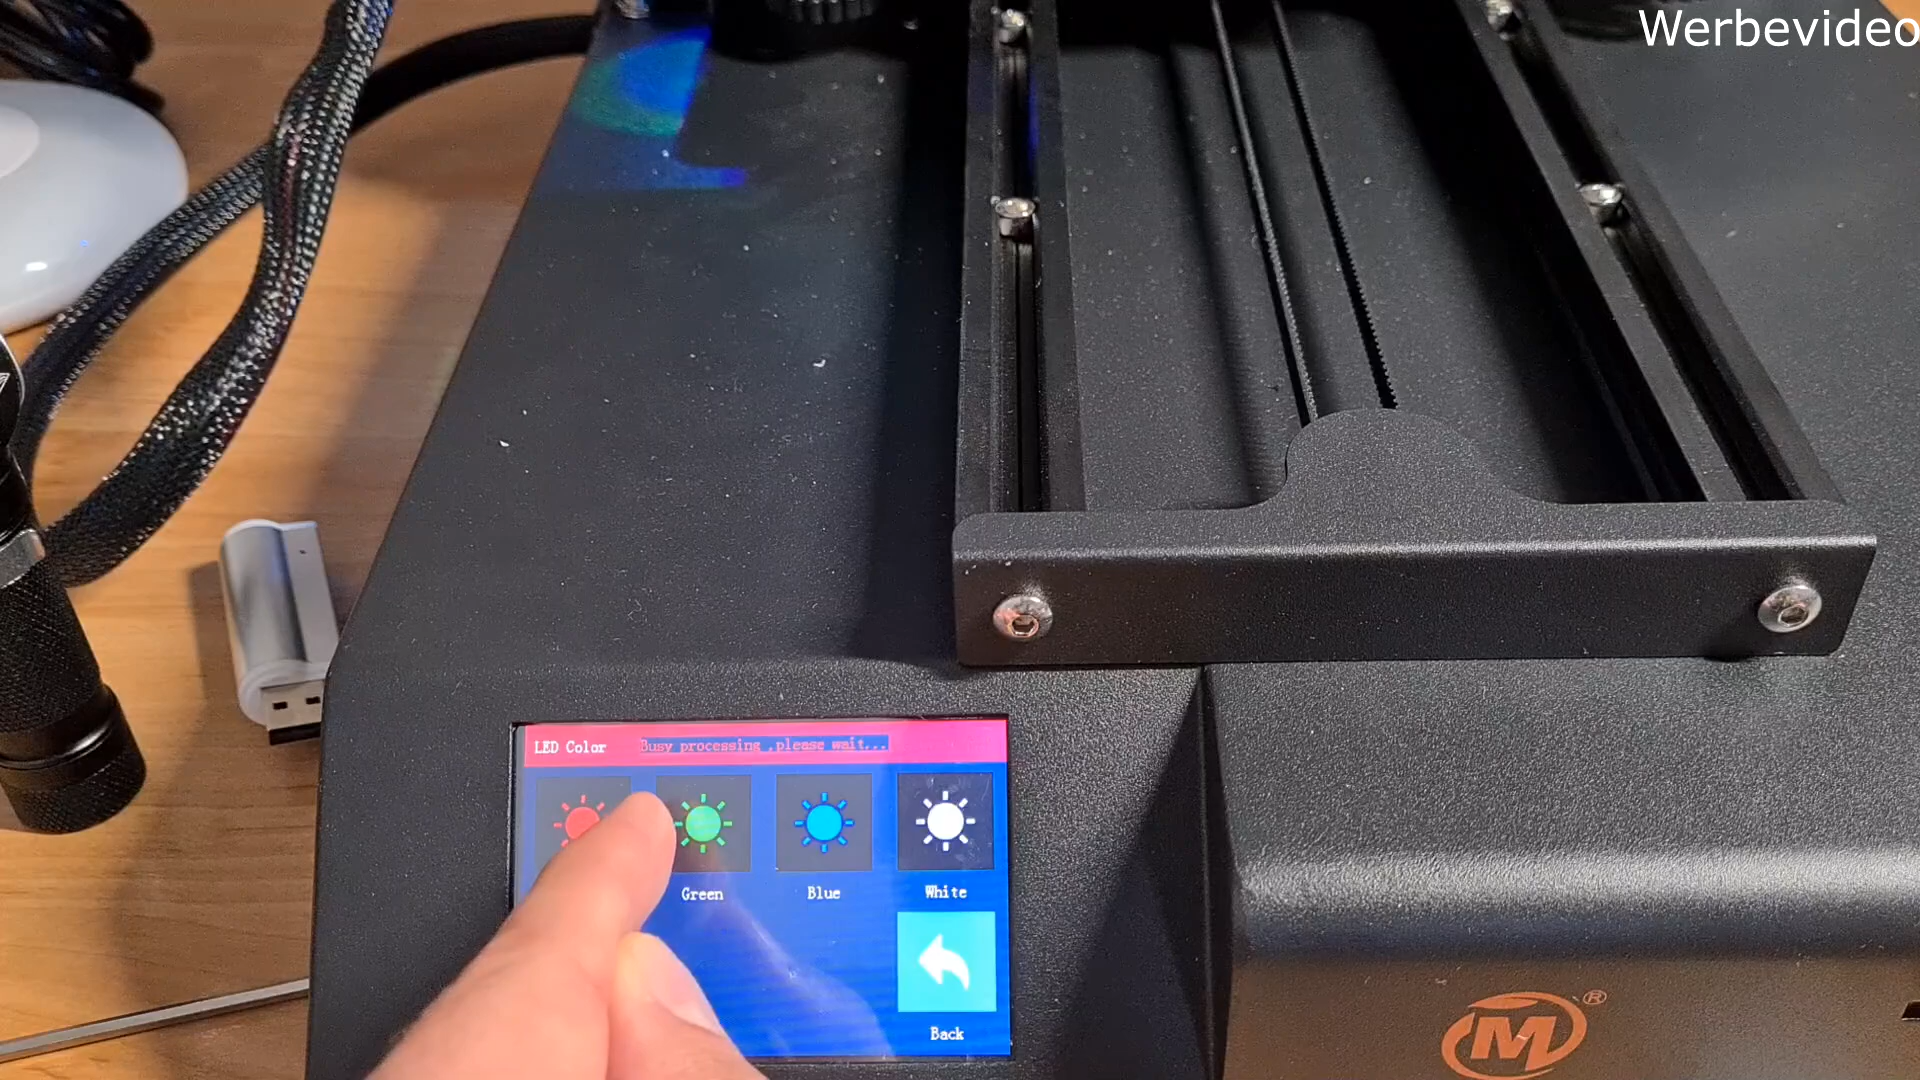 Werbevideo
LED Color Busy processing ,please wait...
Green Blue White
Back
M ®